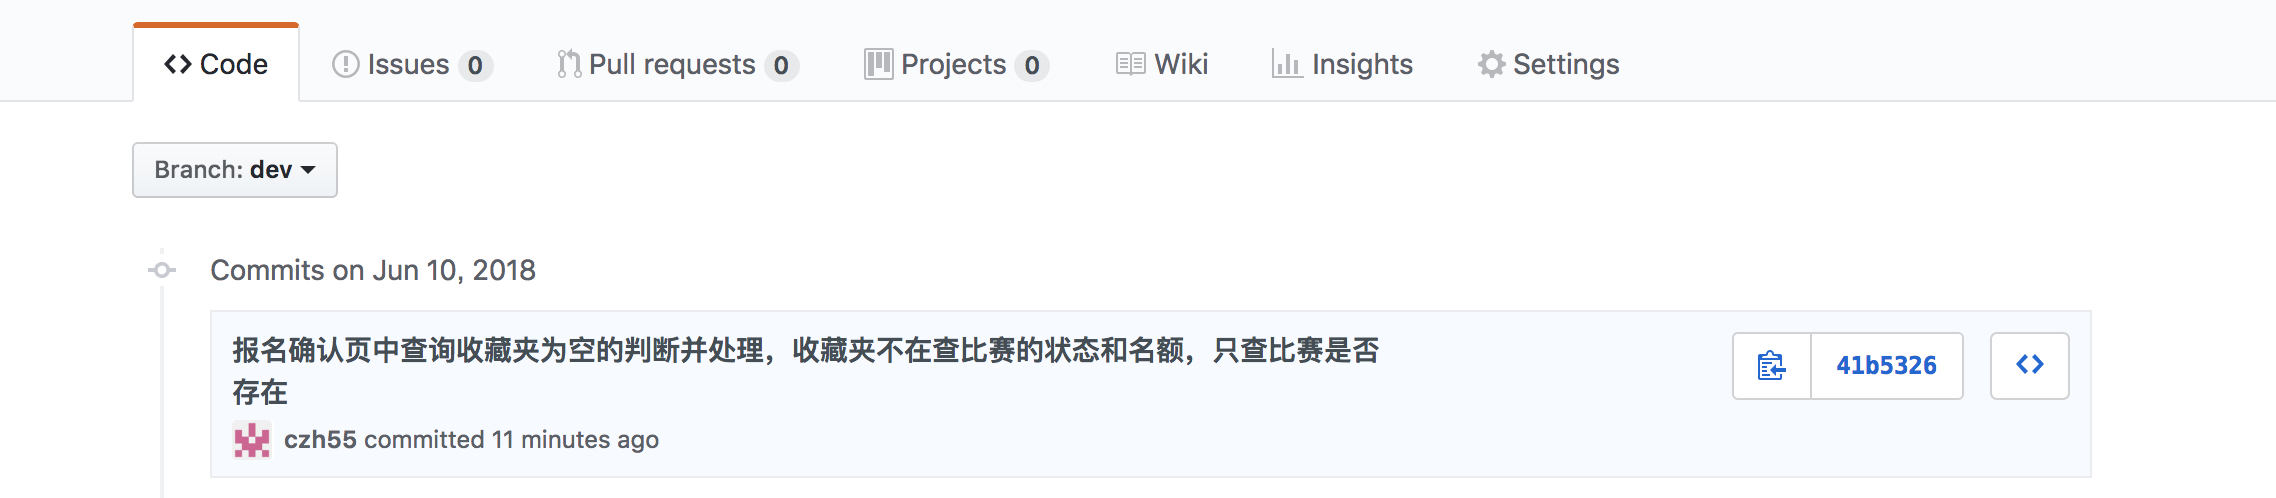 Code Issues 0 Pull requests 0 Projects 0 Wiki Insights Settings
Branch: dev
Commits on Jun 10, 2018
报名确认页中查询收藏夹为空的判断并处理，收藏夹不在查比赛的状态和名额，只查比赛是否
存在
41b5326
czh55 committed 11 minutes ago